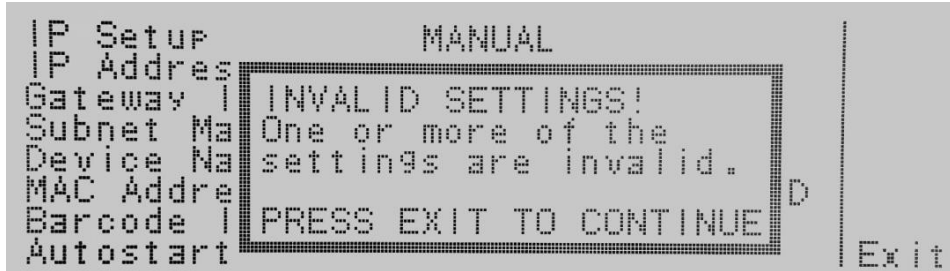 IP Setup MANUAL
IP Addres
Gateway I
INVALID SETTINGS!
Subnet Ma
One or more of the
Device Na
settings are invalid.
MAC Addre D
Barcode I
PRESS EXIT TO CONTINUE
Autostart Exit